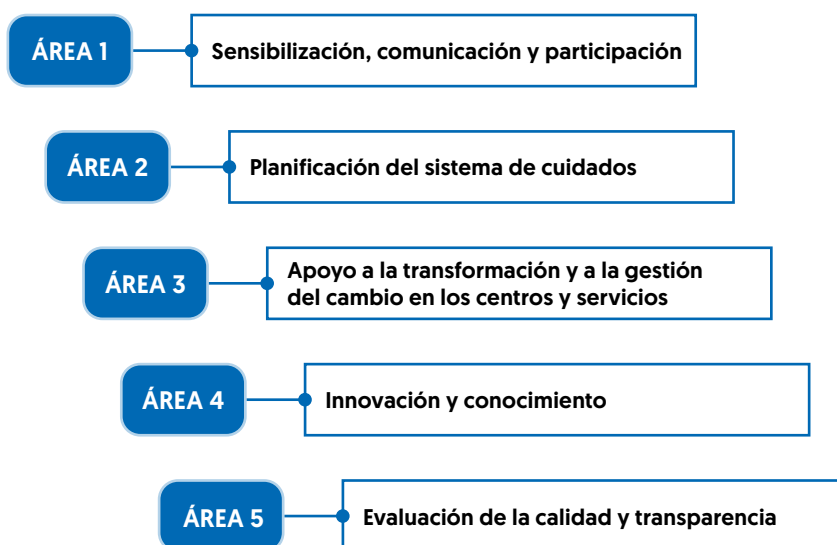 ÁREA 1
Sensibilización, comunicación y participación
ÁREA 2
Planificación del sistema de cuidados
ÁREA 3
Apoyo a la transformación y a la gestión
del cambio en los centros y servicios
ÁREA 4
Innovación y conocimiento
ÁREA 5
Evaluación de la calidad y transparencia